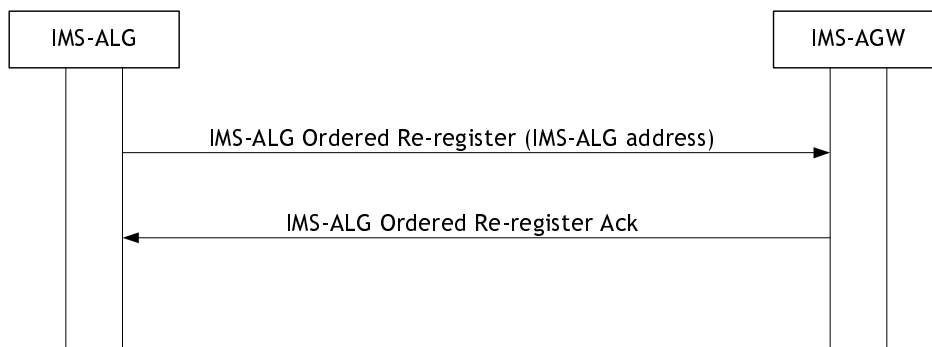 IMS-ALG
IMS-AGW
IMS-ALG Ordered Re-register (IMS-ALG address)
IMS-ALG Ordered Re-register Ack